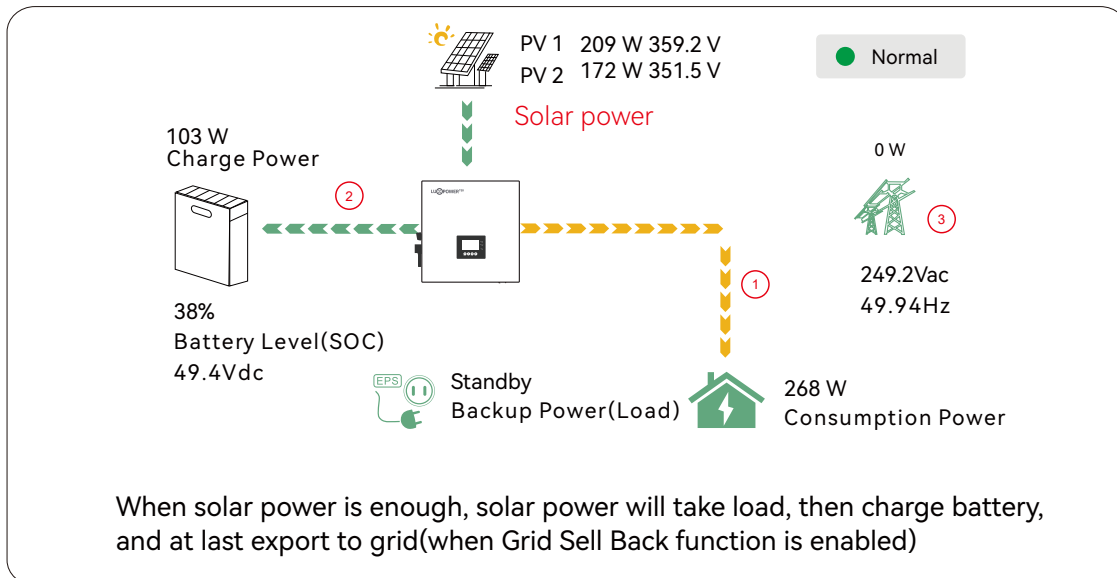 PV 1 209 W 359.2 V
PV 2 172 W 351.5 V
Normal
Solar power
103 W
Charge Power
0 W
LUXPOWER™
2
3
1
249.2Vac
49.94Hz
38%
Battery Level(SOC)
49.4Vdc
EPS
Standby
Backup Power(Load)
268 W
Consumption Power
When solar power is enough, solar power will take load, then charge battery,
and at last export to grid(when Grid Sell Back function is enabled)